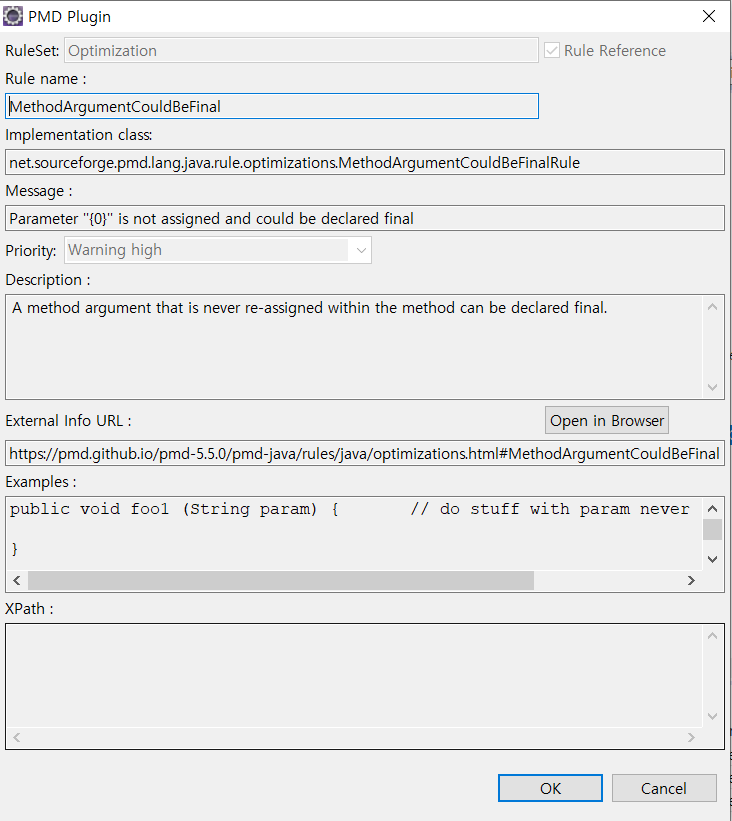 PMD Plugin
RuleSet: Optimization Rule Reference
Rule name :
MethodArgumentCouldBeFinal
Implementation class:
net.sourceforge.pmd.lang.java.rule.optimizations.MethodArgumentCouldBeFinalRule
Message :
Parameter "{0}" is not assigned and could be declared final
Priority: Warning high
Description :
A method argument that is never re-assigned within the method can be declared final.
External Info URL : Open in Browser
https://pmd.github.io/pmd-5.5.0/pmd-java/rules/java/optimizations.html#MethodArgumentCouldBeFinal
Examples :
public void foo1 (String param) { // do stuff with param never
}
XPath :
OK Cancel